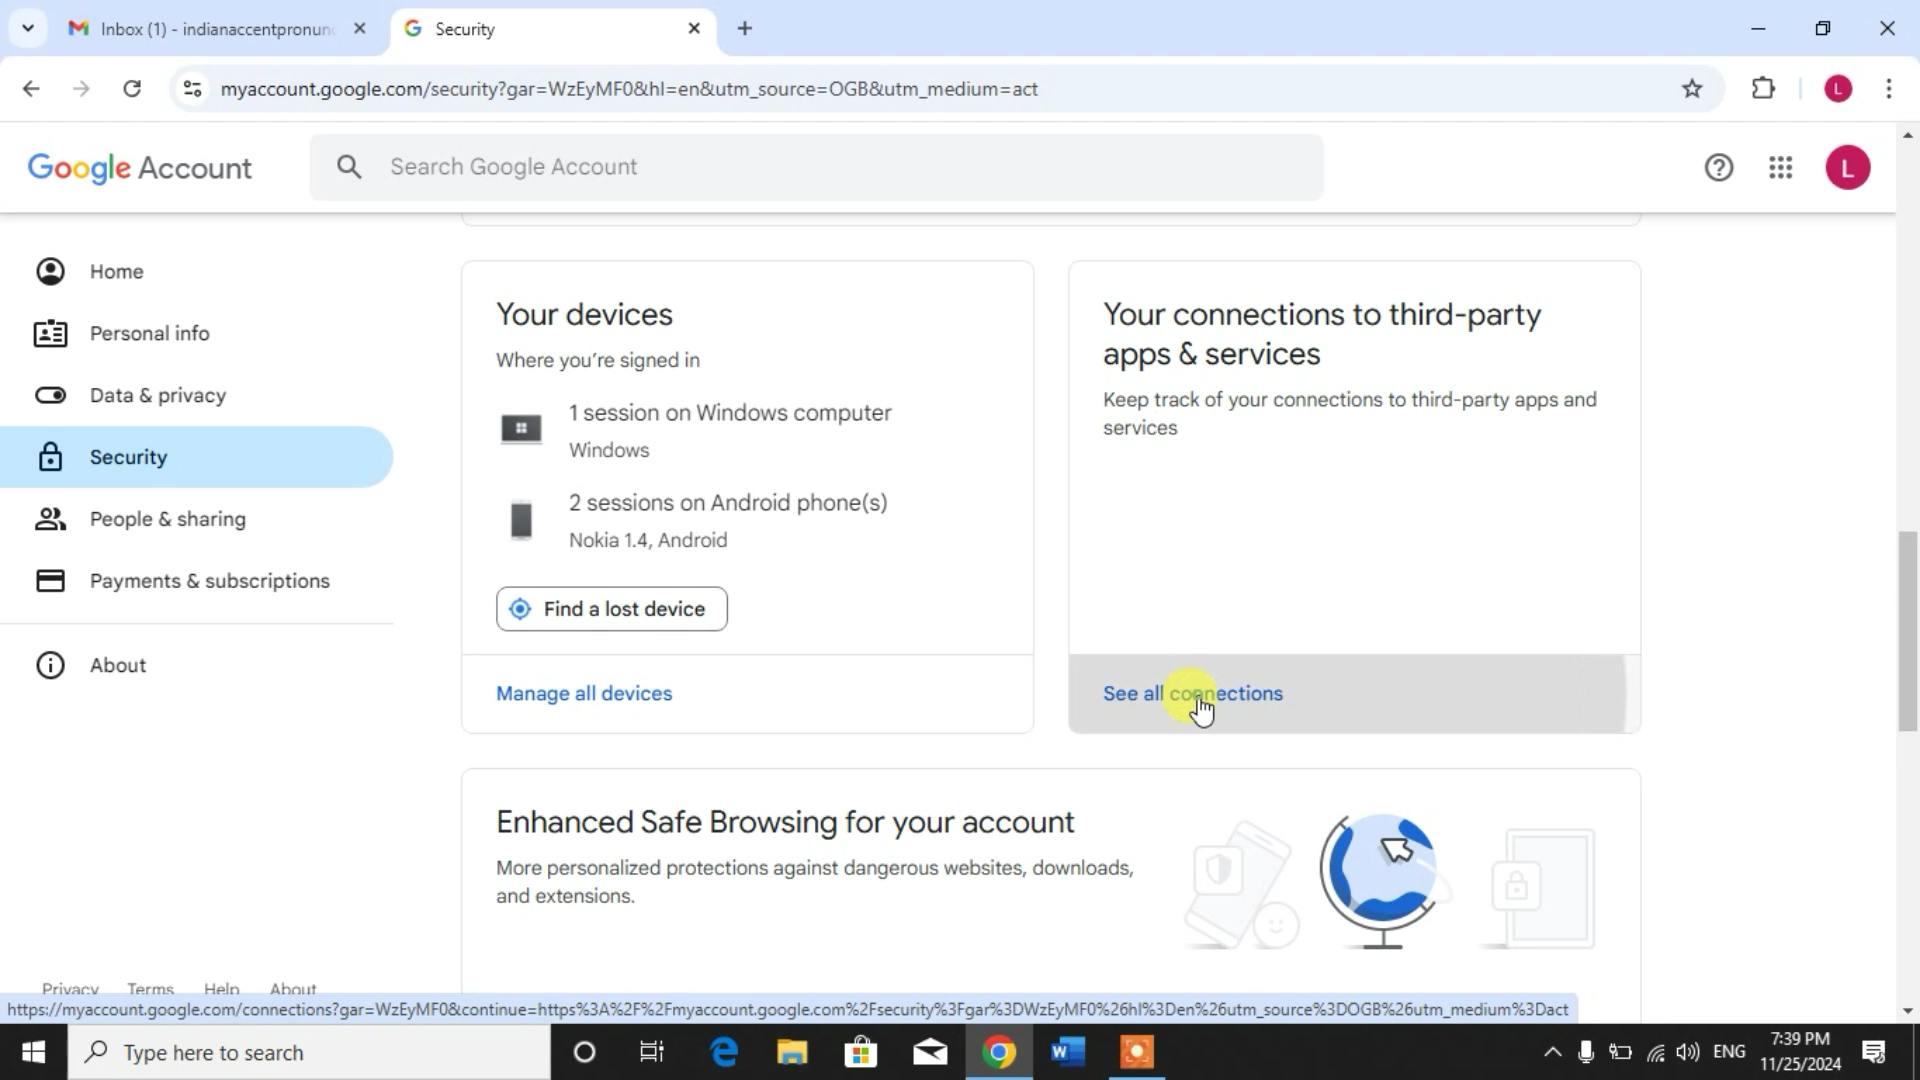 Inbox (1) - indianaccentpronun
Security
myaccount.google.com/security?gar=WzEyMF0&hl=en&utm_source=OGB&utm_medium=act
L
Google Account
Search Google Account
L
Home
Personal info
Data & privacy
Security
People & sharing
Payments & subscriptions
About
Your devices
Where you're signed in
1 session on Windows computer
Windows
2 sessions on Android phone(s)
Nokia 1.4, Android
Find a lost device
Manage all devices
Your connections to third-party
apps & services
Keep track of your connections to third-party apps and
services
See all connections
Enhanced Safe Browsing for your account
More personalized protections against dangerous websites, downloads,
and extensions.
Privacy Terms Help About
https://myaccount.google.com/connections?gar=WzEyMF0&continue=https%3A%2F%2Fmyaccount.google.com%2Fsecurity%3Fgar%3DWzEyMF0%26hl%3Den%26utm_source%3DOGB%26utm_medium%3Dact
Type here to search
ENG
7:39 PM
11/25/2024